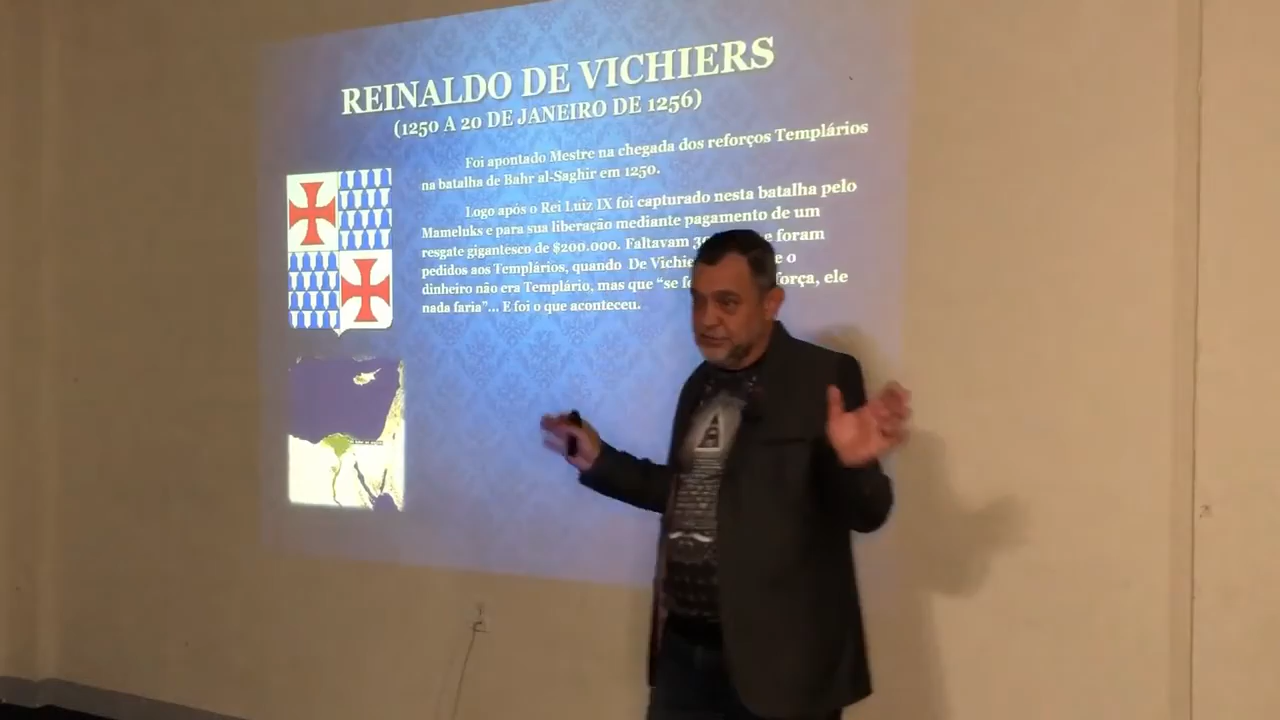 REINALDO DE VICHIERS
(1250 A 20 DE JANEIRO DE 1256)
Foi apontado Mestre na chegada dos reforços Templários
na batalha de Bahr al-Saghir em 1250.
Logo após o Rei Luiz IX foi capturado nesta batalha pelo
Mameluks e para sua liberação mediante pagamento de um
resgate gigantesco de $200.000. Faltavam foram
pedidos aos Templários, quando De o
dinheiro não era Templário, mas que “se ele
nada faria”... E foi o que aconteceu.